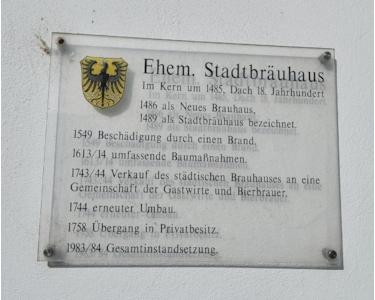 Ehem. Stadtbräuhaus
Im Kern um 1485, Dach 18. Jahrhundert
1486 als Neues Brauhaus,
1489 als Stadtbräuhaus bezeichnet.
1549 Beschädigung durch einen Brand.
1613/14 umfassende Baumaßnahmen.
1743/44 Verkauf des städtischen Brauhauses an eine
Gemeinschaft der Gastwirte und Bierbrauer.
1744 erneuter Umbau.
1758 Übergang in Privatbesitz.
1983/84 Gesamtinstandsetzung.